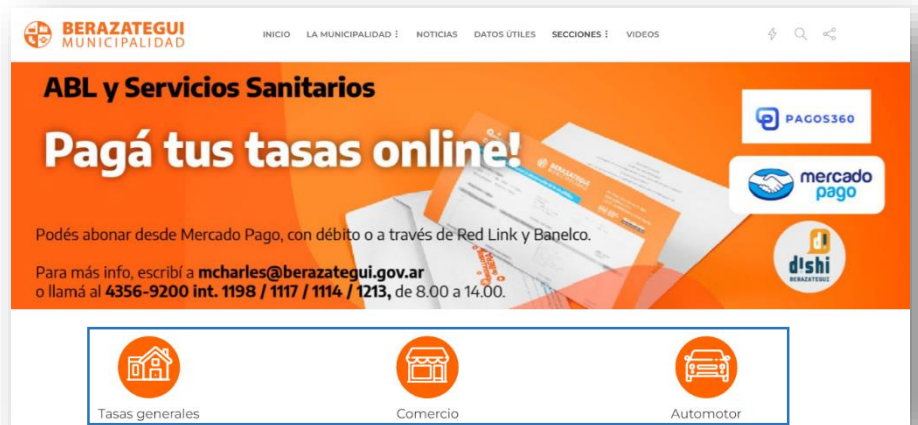 BERAZATEGUI
MUNICIPALIDAD
INICIO LA MUNICIPALIDAD NOTICIAS DATOS ÚTILES SECCIONES VIDEOS
ABL y Servicios Sanitarios
Pagá tus tasas online!
PAGOS360
mercado
pago
Podés abonar desde Mercado Pago, con débito o a través de Red Link y Banelco.
Para más info, escribí a mcharles@berazategui.gov.ar
o llamá al 4356-9200 int. 1198 / 1117 / 1114 / 1213, de 8.00 a 14.00.
di
dishi
BERAZATEGUI
Tasas generales Comercio Automotor